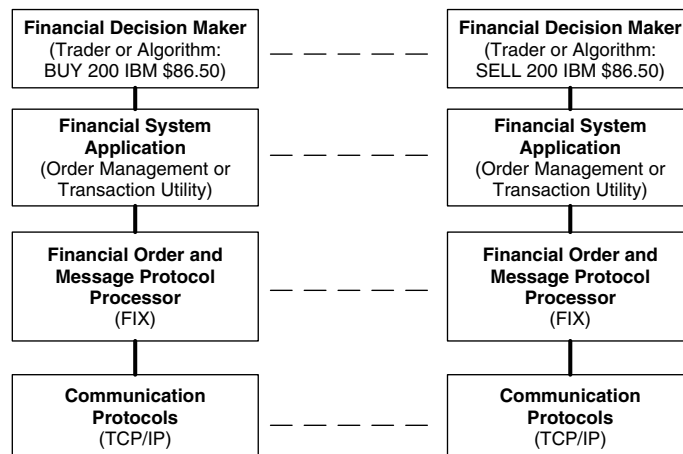 Financial Decision Maker
(Trader or Algorithm:
BUY 200 IBM $86.50)
Financial System
Application
(Order Management or
Transaction Utility)
Financial Order and
Message Protocol
Processor
(FIX)
Communication
Protocols
(TCP/IP)
Financial Decision Maker
(Trader or Algorithm:
SELL 200 IBM $86.50)
Financial System
Application
(Order Management or
Transaction Utility)
Financial Order and
Message Protocol
Processor
(FIX)
Communication
Protocols
(TCP/IP)